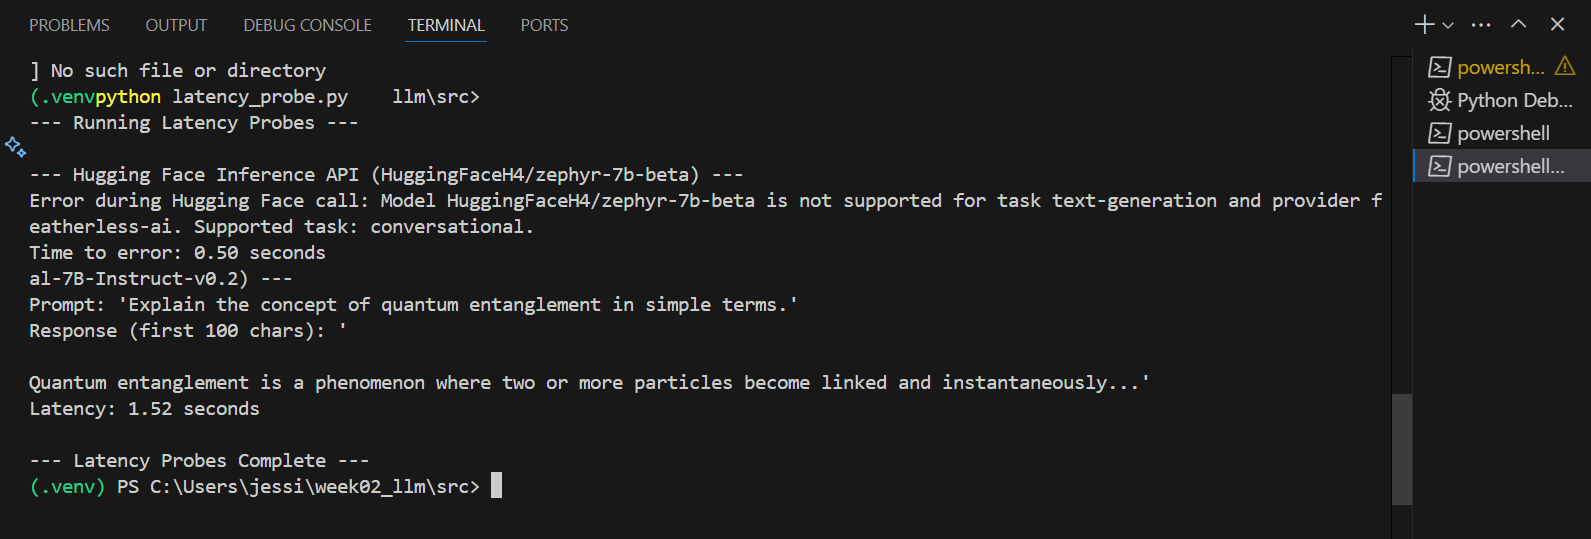 PROBLEMS OUTPUT DEBUG CONSOLE TERMINAL PORTS
] No such file or directory
(.venvpython latency_probe.py    llm\src>
--- Running Latency Probes ---
--- Hugging Face Inference API (HuggingFaceH4/zephyr-7b-beta) ---
Error during Hugging Face call: Model HuggingFaceH4/zephyr-7b-beta is not supported for task text-generation and provider f
eatherless-ai. Supported task: conversational.
Time to error: 0.50 seconds
al-7B-Instruct-v0.2) ---
Prompt: 'Explain the concept of quantum entanglement in simple terms.'
Response (first 100 chars): '
Quantum entanglement is a phenomenon where two or more particles become linked and instantaneously...'
Latency: 1.52 seconds
--- Latency Probes Complete ---
(.venv) PS C:\Users\jessi\week02_llm\src>
powersh...
Python Deb...
powershell
powershell...